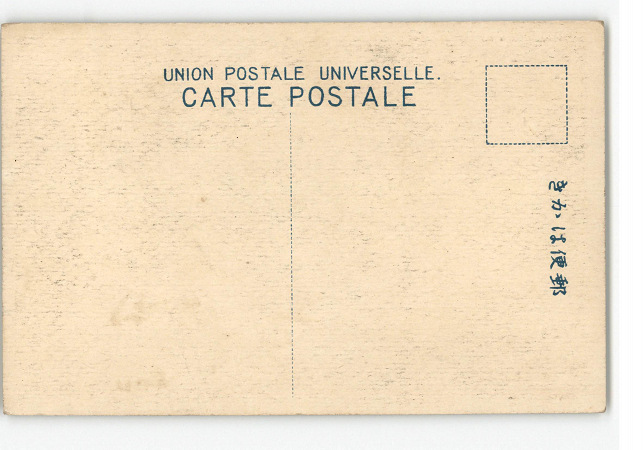 UNION POSTALE UNIVERSELLE.
CARTE POSTALE
きかは便郵